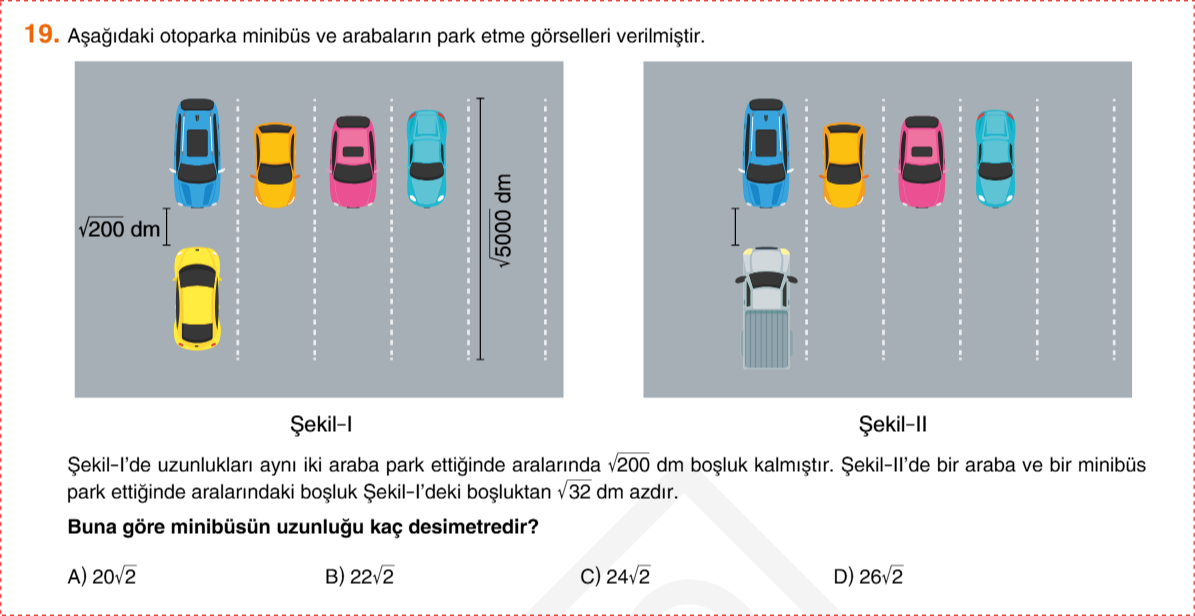 19. Aşağıdaki otoparka minibüs ve arabaların park etme görselleri verilmiştir.
√200 dm
√5000 dm
Şekil-I
Şekil-II
Şekil-I'de uzunlukları aynı iki araba park ettiğinde aralarında √200 dm boşluk kalmıştır. Şekil-II'de bir araba ve bir minibüs
park ettiğinde aralarındaki boşluk Şekil-I'deki boşluktan √32 dm azdır.
Buna göre minibüsün uzunluğu kaç desimetredir?
A) 20√2 B) 22√2 C) 24√2 D) 26√2